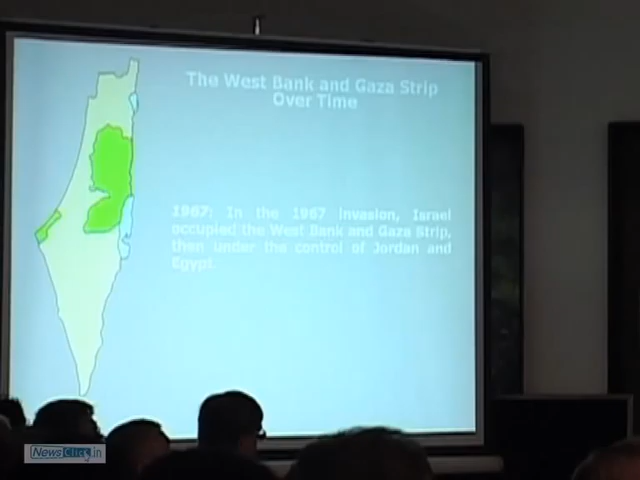 The West Bank and Gaza Strip
Over Time
1967: In the 1967 invasion, Israel
occupied the West Bank and Gaza Strip,
then under the control of Jordan and
Egypt.
NewsClick.in